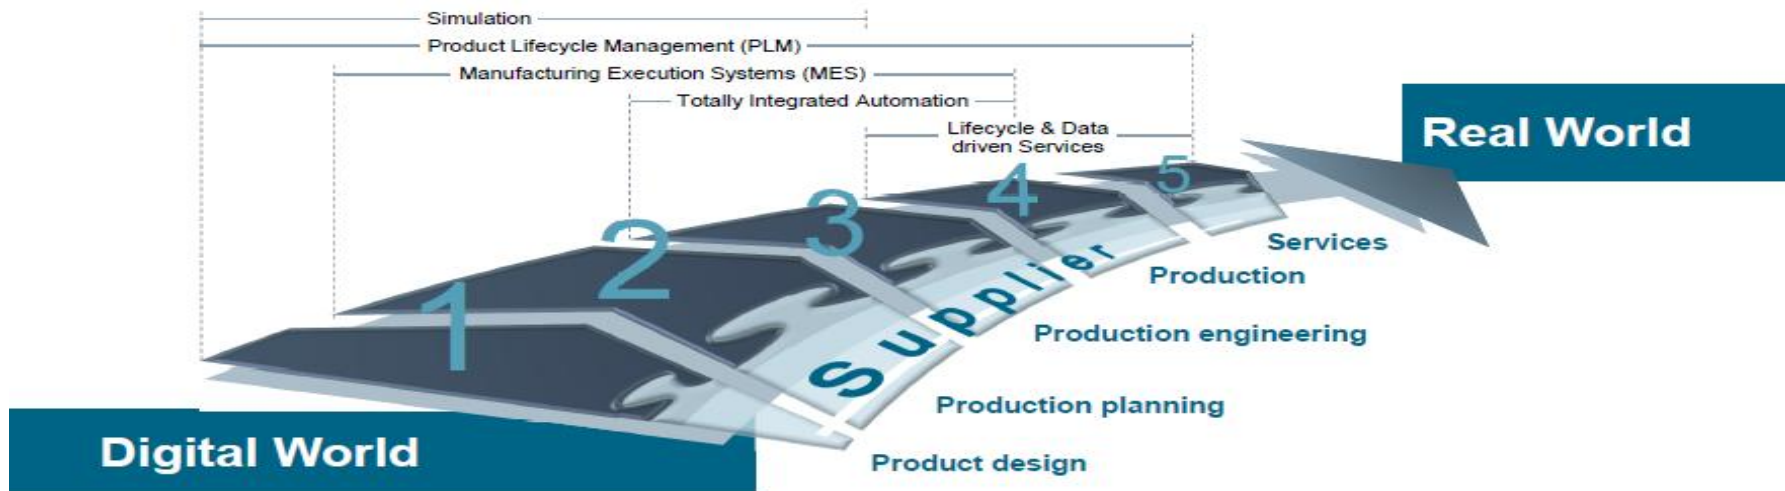 Simulation
Product Lifecycle Management (PLM)
Manufacturing Execution Systems (MES)
Totally Integrated Automation
Lifecycle & Data
driven Services
Real World
1
2
3
4
5
Supplier
Services
Production
Production engineering
Production planning
Product design
Digital World